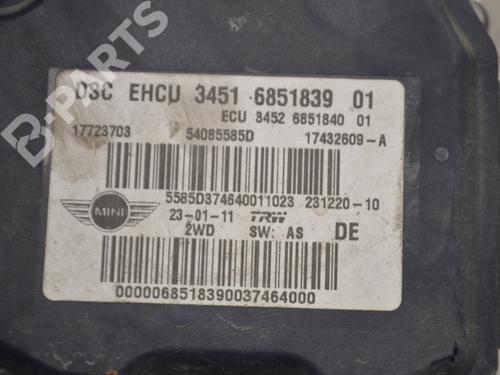 DSC EHCU 3451 6851839 01
ECU 3452 6851840 01
17723703 54085585D 17432609-A
5585D374640011023 231220-10
MINI 23-01-11 TRW
2WD SW: AS DE
0000068518390037464000
B-PARTS